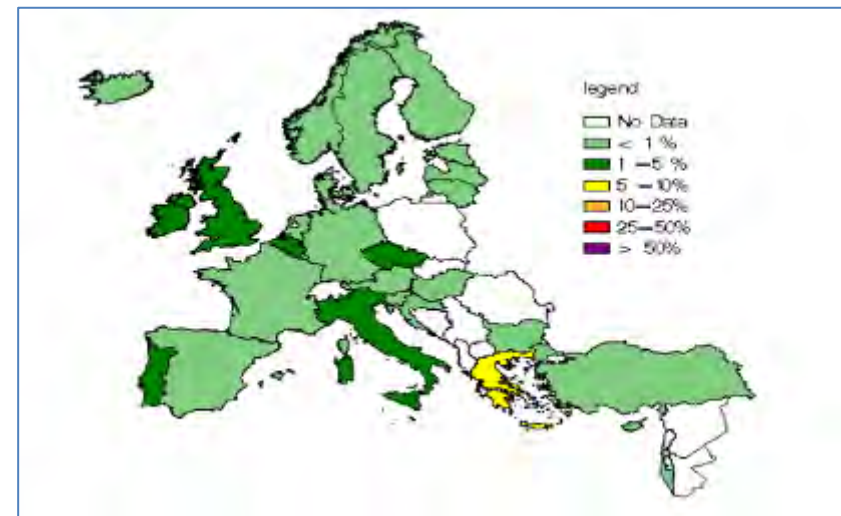 legend
No Data
< 1 %
1 –5 %
5 –10%
10–25%
25–50%
> 50%